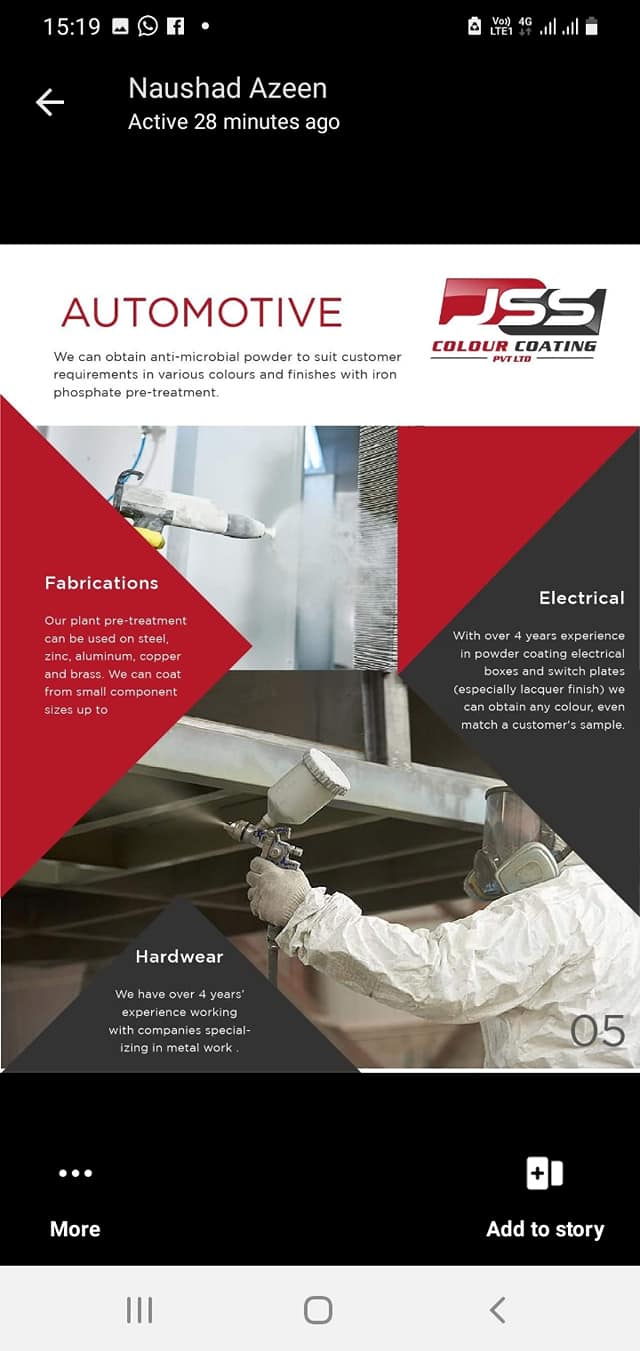 15:19
Vo)) 4G
LTE1
Naushad Azeen
Active 28 minutes ago
AUTOMOTIVE
JSS
COLOUR COATING
PVT LTD
We can obtain anti-microbial powder to suit customer
requirements in various colours and finishes with iron
phosphate pre-treatment.
Fabrications
Our plant pre-treatment
can be used on steel,
zinc, aluminum, copper
and brass. We can coat
from small component
sizes up to
Electrical
With over 4 years experience
in powder coating electrical
boxes and switch plates
(especially lacquer finish) we
can obtain any colour, even
match a customer's sample.
Hardwear
We have over 4 years'
experience working
with companies special-
izing in metal work .
05
More
Add to story